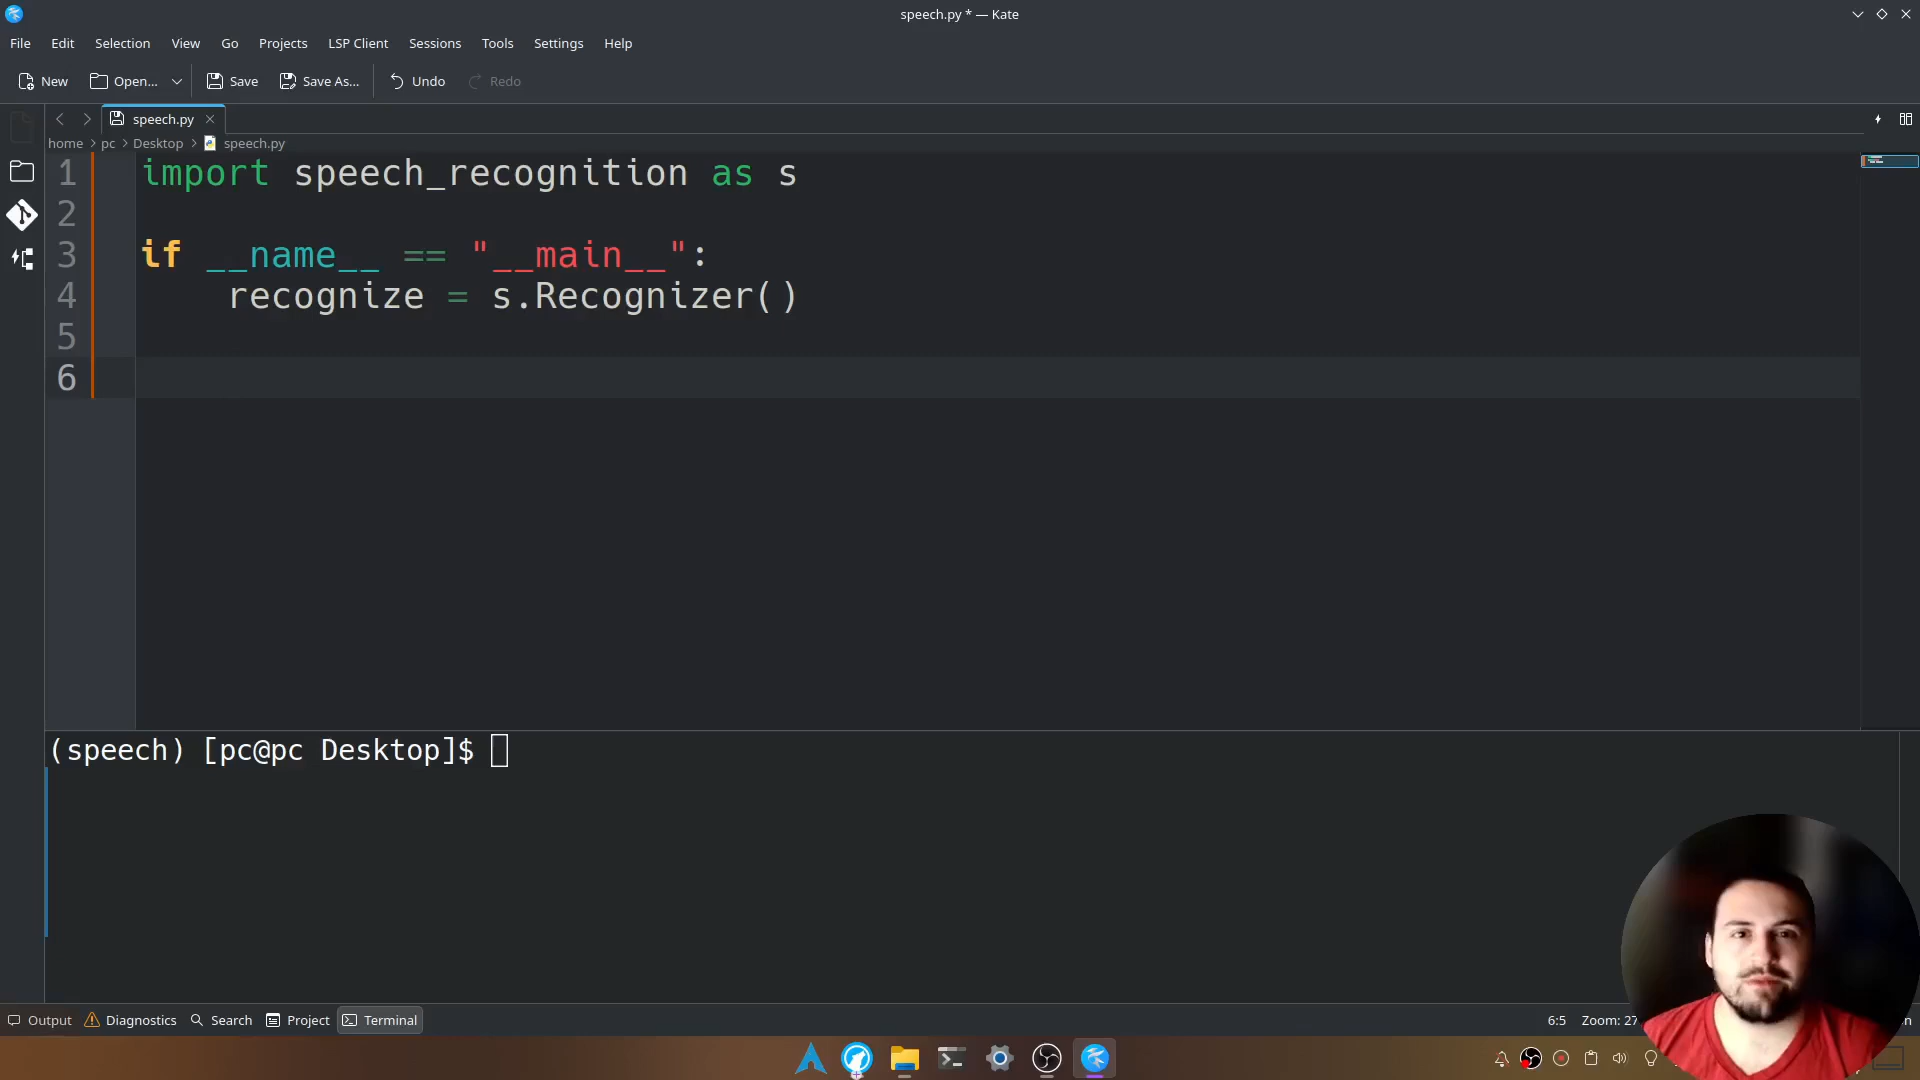 speech.py * — Kate
File Edit Selection View Go Projects LSP Client Sessions Tools Settings Help
New Open... Save Save As... Undo Redo
speech.py
home pc Desktop speech.py
1 import speech_recognition as s
2
3 if __name__ == "__main__":
4 recognize = s.Recognizer()
5
6
(speech) [pc@pc Desktop]$
Output Diagnostics Search Project Terminal 6:5 Zoom: 27